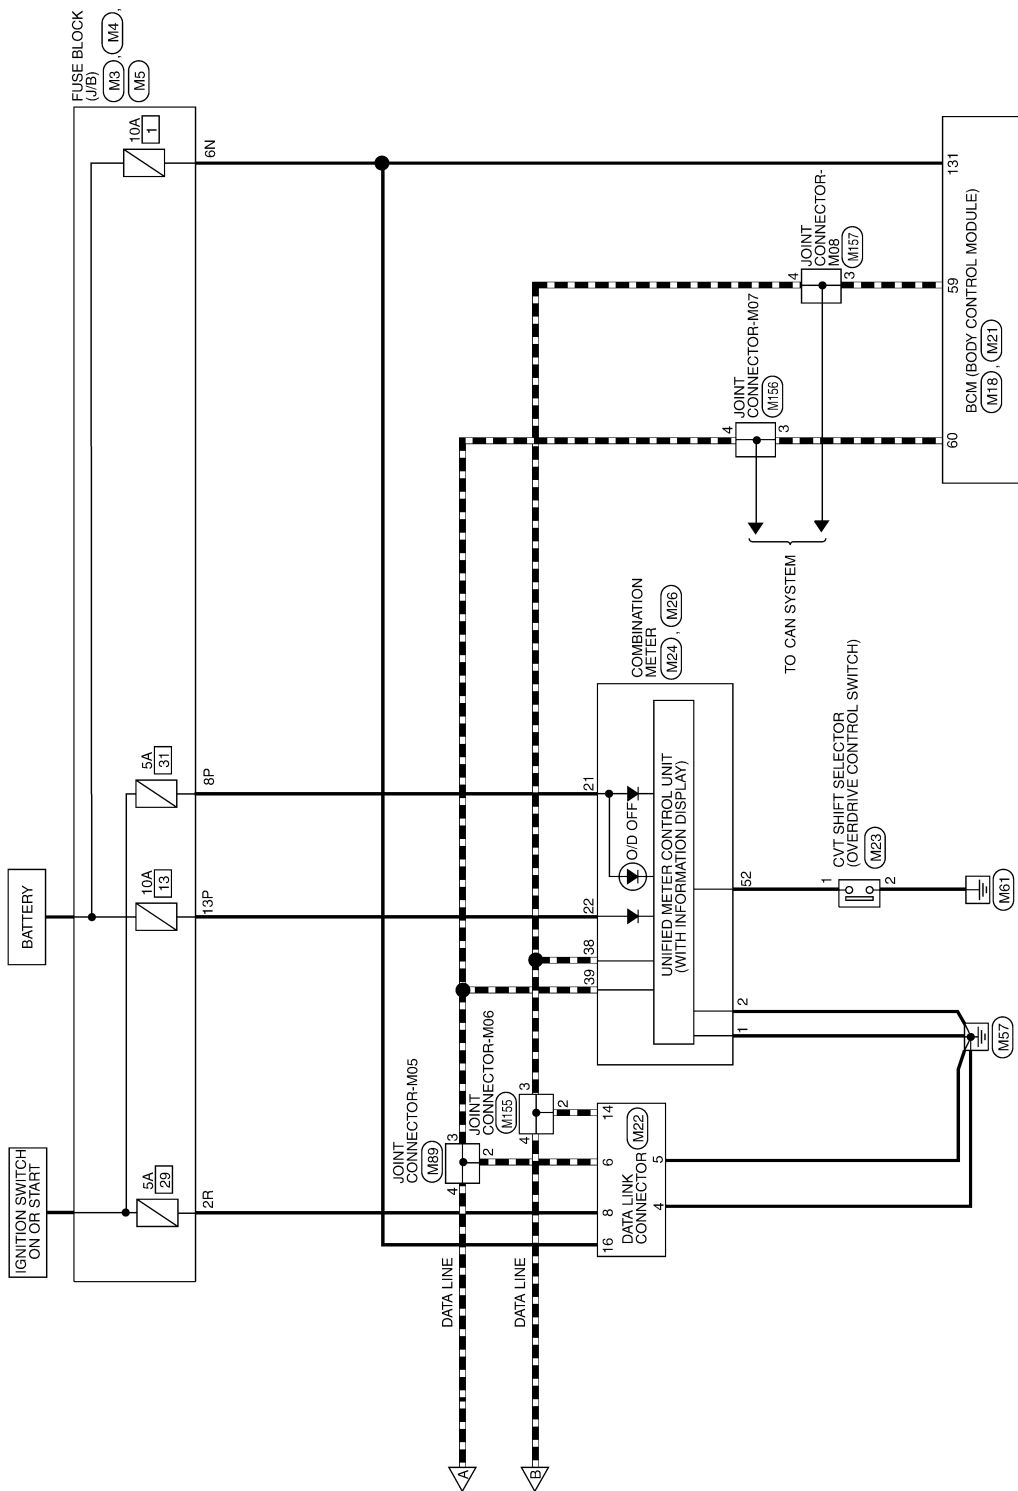 IGNITION SWITCH
ON OR START
BATTERY
FUSE BLOCK
(J/B)
M3 , M4 ,
M5
5A
29
10A
13
5A
31
10A
1
2R
13P
8P
6N
DATA LINE
A
JOINT
CONNECTOR-M05
M89
4
3
2
DATA LINE
B
JOINT
CONNECTOR-M06
M155
4
3
2
16
8
6
14
DATA LINK
CONNECTOR
M22
4
5
39
38
22
21
O/D OFF
UNIFIED METER CONTROL UNIT
(WITH INFORMATION DISPLAY)
COMBINATION
METER
M24 , M26
1
2
52
M57
CVT SHIFT SELECTOR
(OVERDRIVE CONTROL SWITCH)
M23
1
2
M61
TO CAN SYSTEM
JOINT
CONNECTOR-M07
M156
4
3
JOINT
CONNECTOR-
M08
M157
4
3
60
59
131
BCM (BODY CONTROL MODULE)
M18 , M21